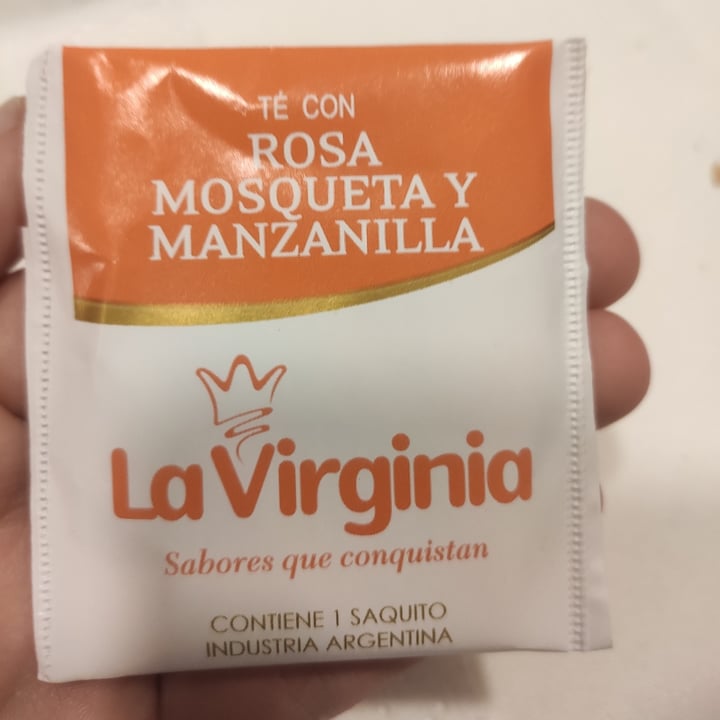 TÉ CON
ROSA
MOSQUETA Y
MANZANILLA
La Virginia
Sabores que conquistan
CONTIENE 1 SAQUITO
INDUSTRIA ARGENTINA